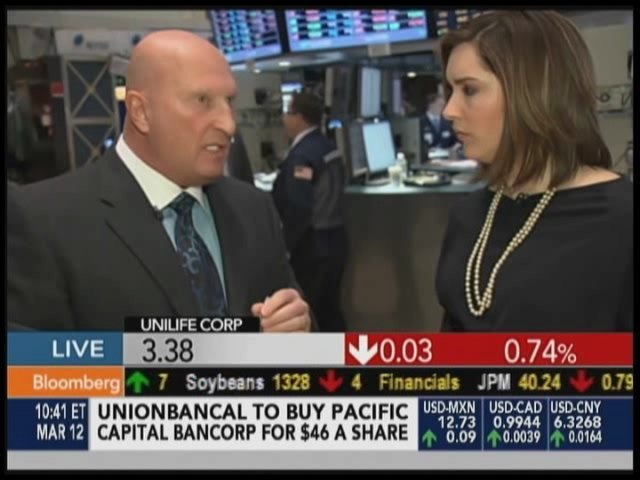 UNILIFE CORP
LIVE 3.38 0.03 0.74%
Bloomberg 7 Soybeans 1328 4 Financials JPM 40.24 0.79
10:41 ET
MAR 12
UNIONBANCAL TO BUY PACIFIC
CAPITAL BANCORP FOR $46 A SHARE
USD-MXN
12.73
0.09
USD-CAD
0.9944
0.0039
USD-CNY
6.3268
0.0164